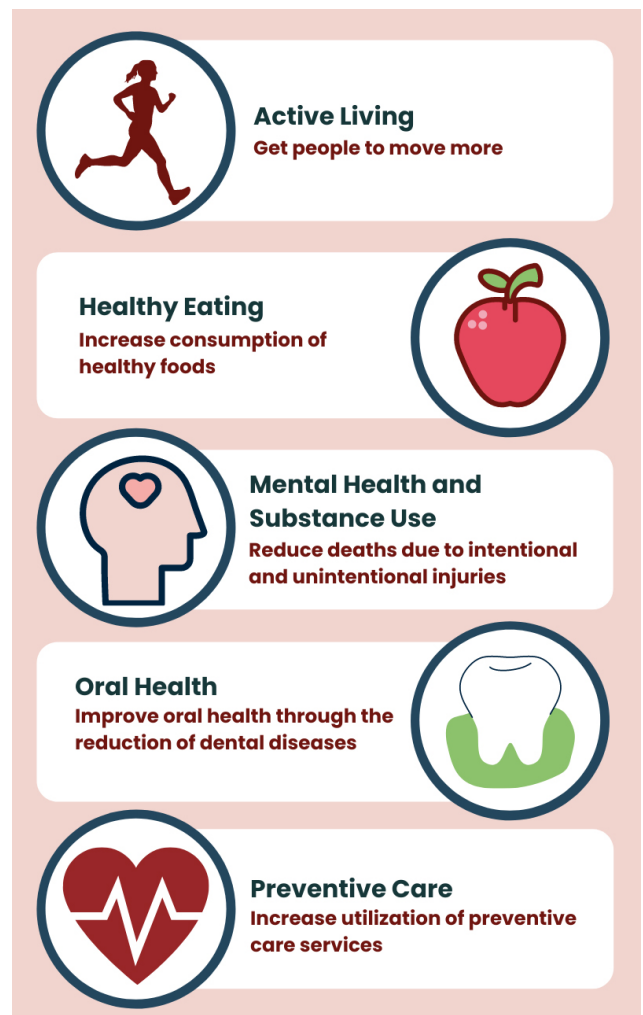 Active Living
Get people to move more
Healthy Eating
Increase consumption of
healthy foods
Mental Health and
Substance Use
Reduce deaths due to intentional
and unintentional injuries
Oral Health
Improve oral health through the
reduction of dental diseases
Preventive Care
Increase utilization of preventive
care services